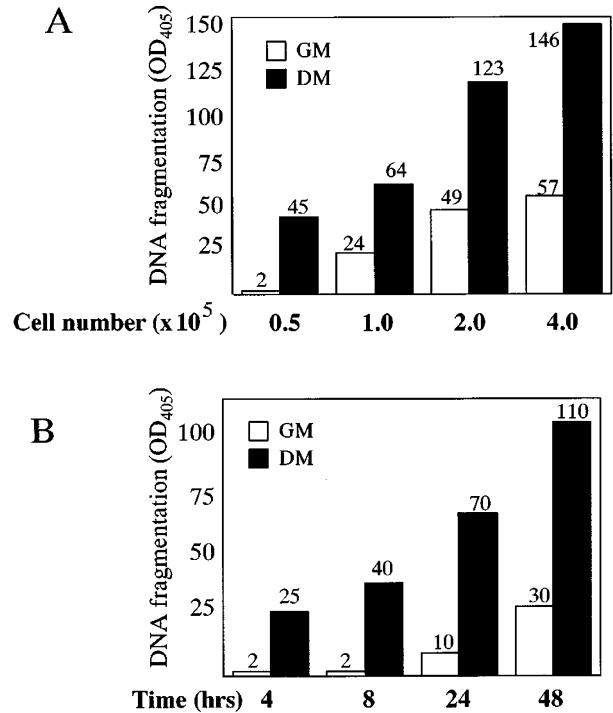 A
DNA fragmentation (OD405)
150
125
100
75
50
25
GM
DM
2
45
24
64
49
123
57
146
Cell number (x 10^5)
0.5 1.0 2.0 4.0
B
DNA fragmentation (OD405)
100
75
50
25
GM
DM
2
25
2
40
10
70
30
110
Time (hrs)
4 8 24 48